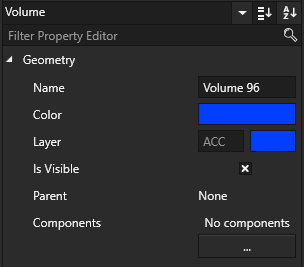 Volume
Filter Property Editor
Geometry
Name Volume 96
Color
Layer ACC
Is Visible
Parent None
Components No components
...